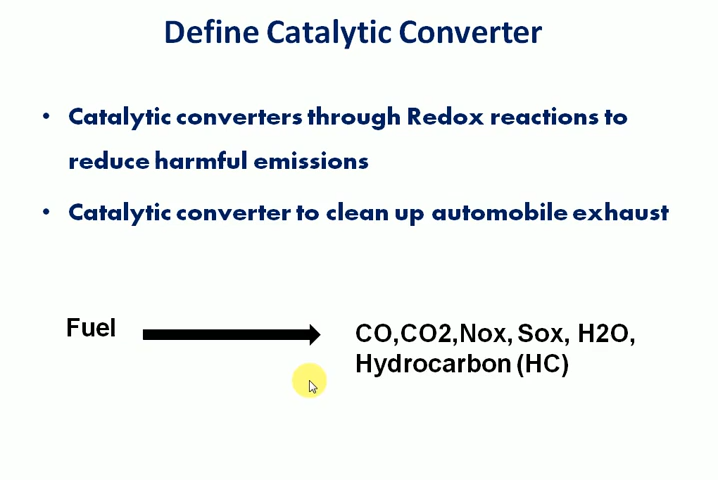 Define Catalytic Converter
• Catalytic converters through Redox reactions to
reduce harmful emissions
• Catalytic converter to clean up automobile exhaust
Fuel
CO,CO2,Nox, Sox, H2O,
Hydrocarbon (HC)